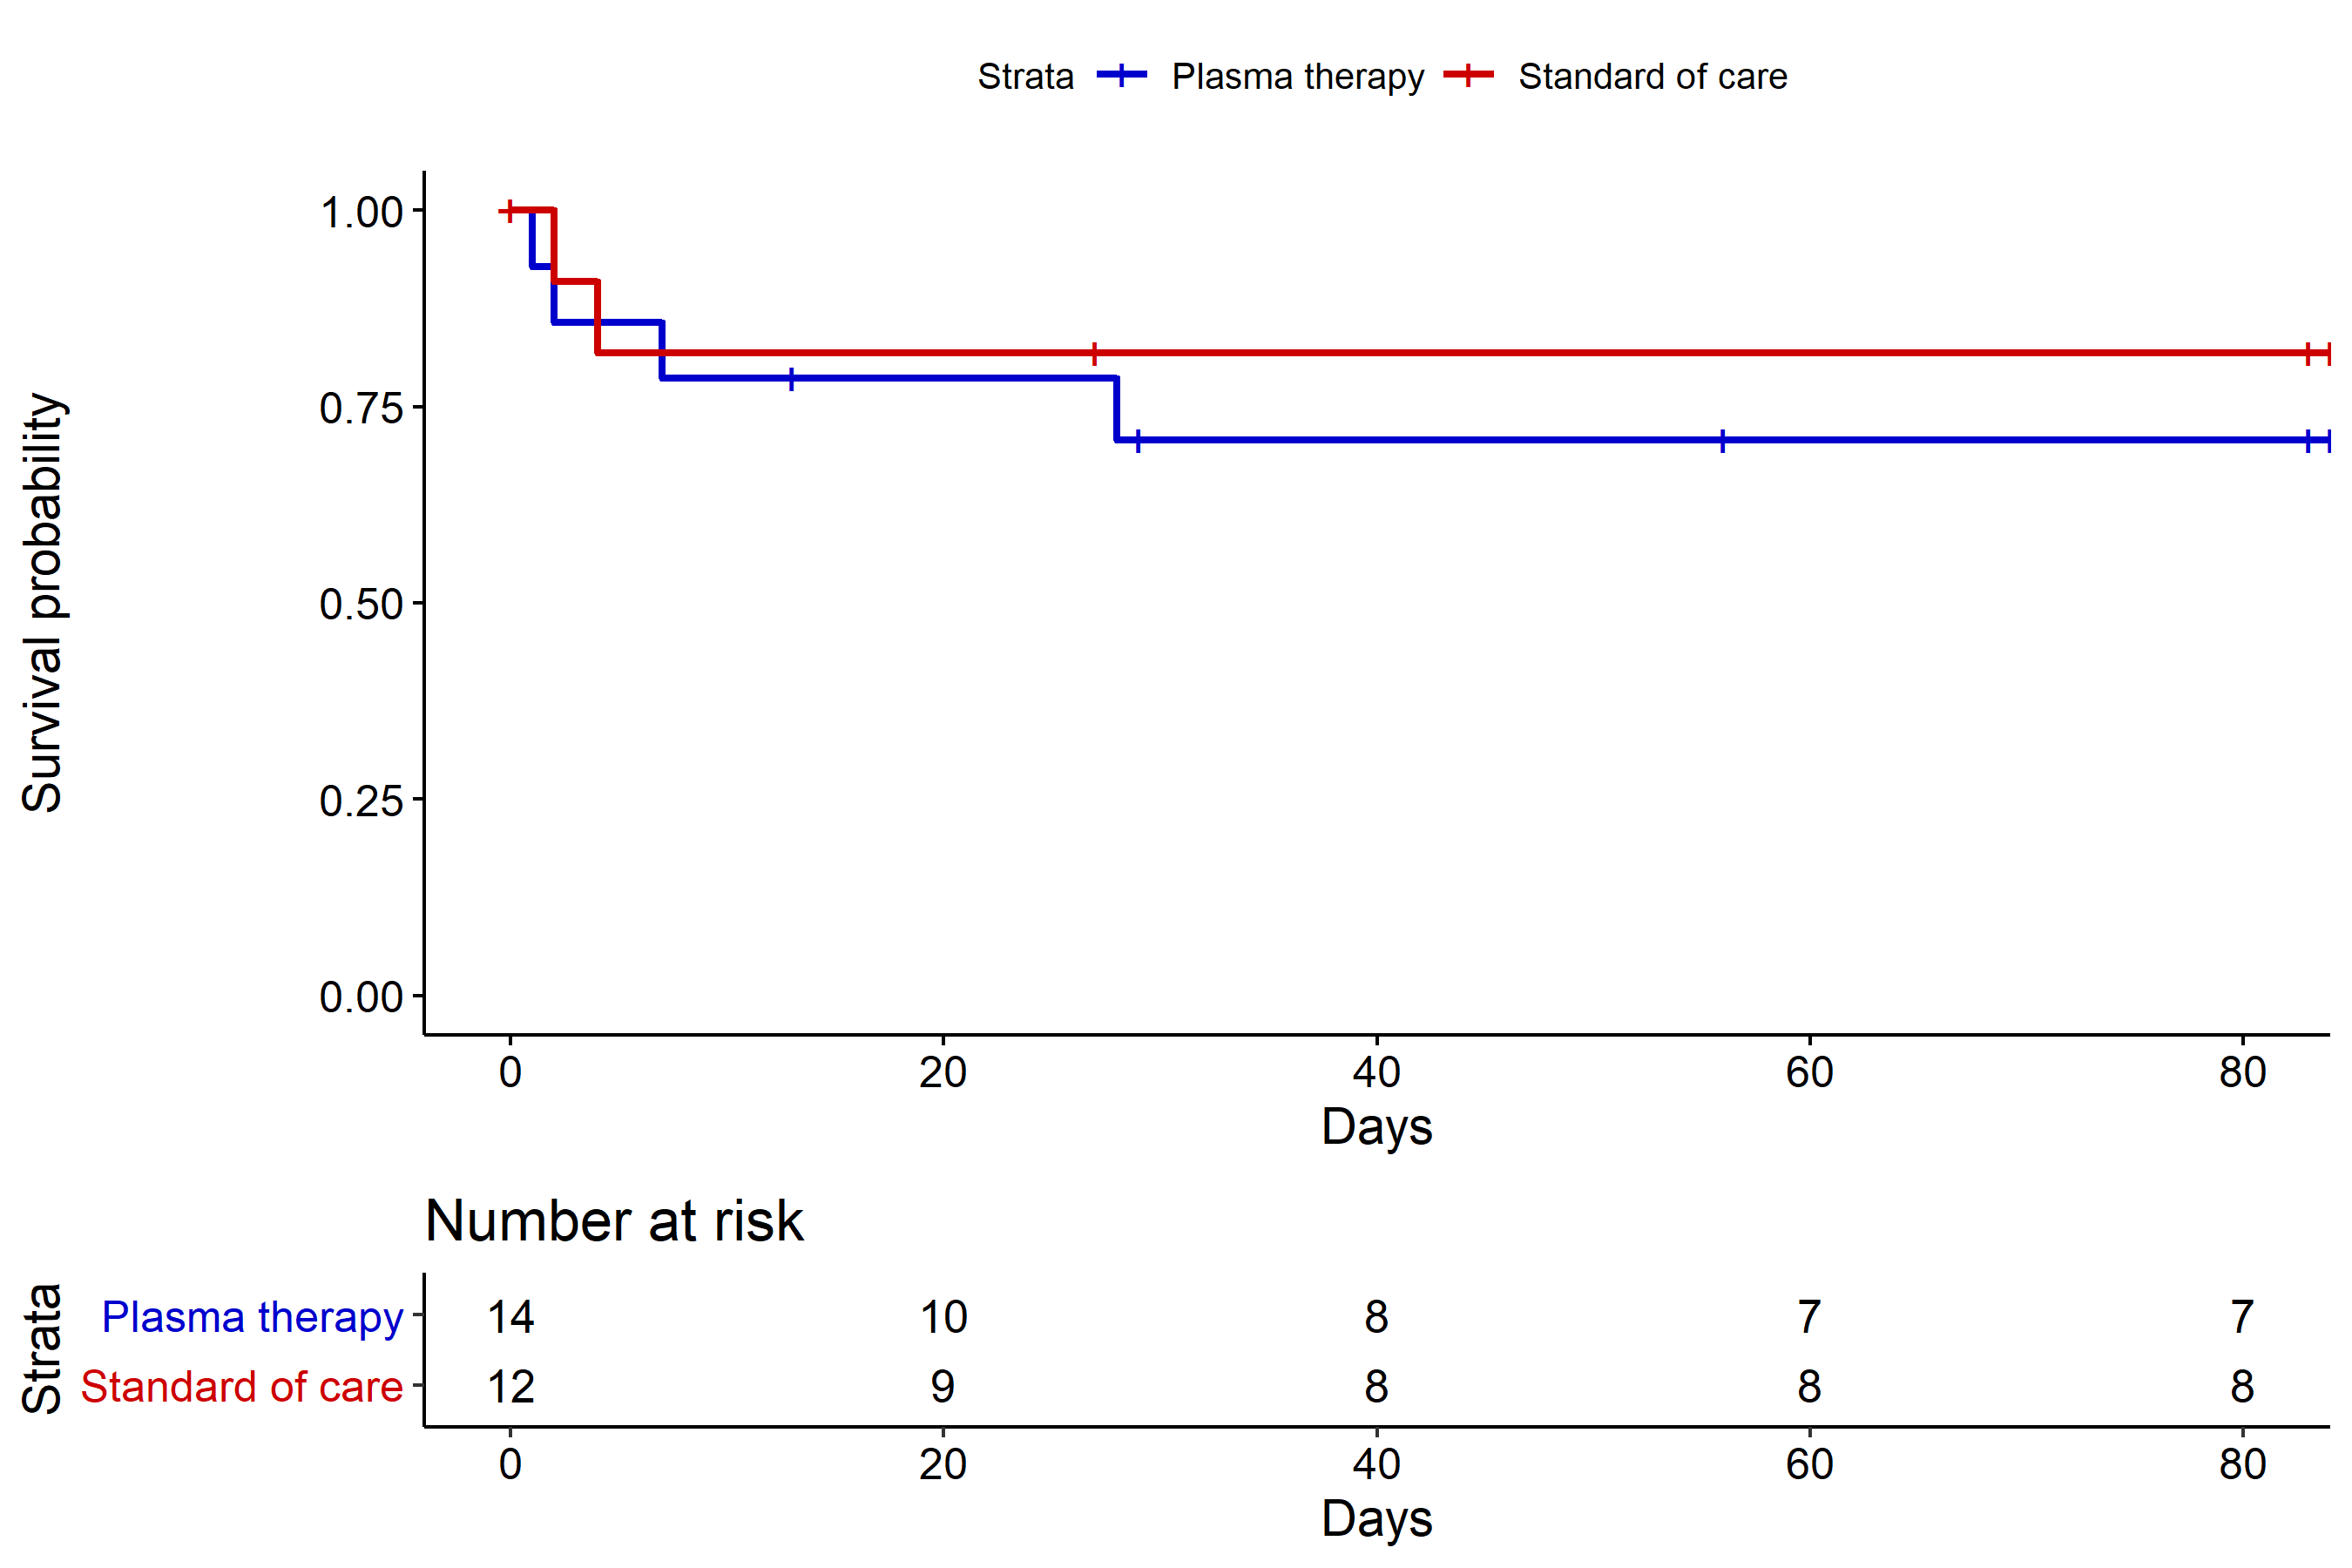 Strata Plasma therapy Standard of care
Survival probability
1.00
0.75
0.50
0.25
0.00
0 20 40 60 80
Days
Number at risk
Strata
Plasma therapy 14 10 8 7 7
Standard of care 12 9 8 8 8
0 20 40 60 80
Days